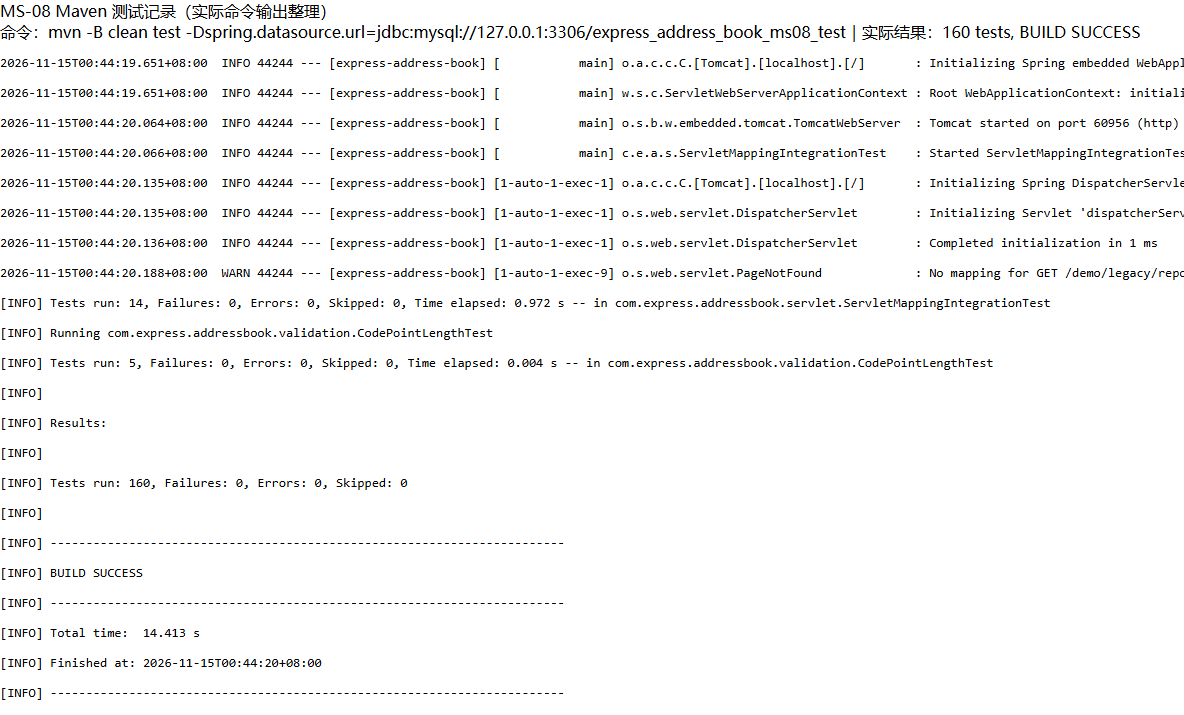 MS-08 Maven 测试记录（实际命令输出整理）
命令：mvn -B clean test -Dspring.datasource.url=jdbc:mysql://127.0.0.1:3306/express_address_book_ms08_test | 实际结果：160 tests, BUILD SUCCESS
2026-11-15T00:44:19.651+08:00  INFO 44244 --- [express-address-book] [           main] o.a.c.c.C.[Tomcat].[localhost].[/]       : Initializing Spring embedded WebAppl
2026-11-15T00:44:19.651+08:00  INFO 44244 --- [express-address-book] [           main] w.s.c.ServletWebServerApplicationContext : Root WebApplicationContext: initiali
2026-11-15T00:44:20.064+08:00  INFO 44244 --- [express-address-book] [           main] o.s.b.w.embedded.tomcat.TomcatWebServer  : Tomcat started on port 60956 (http)
2026-11-15T00:44:20.066+08:00  INFO 44244 --- [express-address-book] [           main] c.e.a.s.ServletMappingIntegrationTest    : Started ServletMappingIntegrationTes
2026-11-15T00:44:20.135+08:00  INFO 44244 --- [express-address-book] [1-auto-1-exec-1] o.a.c.c.C.[Tomcat].[localhost].[/]       : Initializing Spring DispatcherServle
2026-11-15T00:44:20.135+08:00  INFO 44244 --- [express-address-book] [1-auto-1-exec-1] o.s.web.servlet.DispatcherServlet        : Initializing Servlet 'dispatcherServ
2026-11-15T00:44:20.136+08:00  INFO 44244 --- [express-address-book] [1-auto-1-exec-1] o.s.web.servlet.DispatcherServlet        : Completed initialization in 1 ms
2026-11-15T00:44:20.188+08:00  WARN 44244 --- [express-address-book] [1-auto-1-exec-9] o.s.web.servlet.PageNotFound             : No mapping for GET /demo/legacy/repo
[INFO] Tests run: 14, Failures: 0, Errors: 0, Skipped: 0, Time elapsed: 0.972 s -- in com.express.addressbook.servlet.ServletMappingIntegrationTest
[INFO] Running com.express.addressbook.validation.CodePointLengthTest
[INFO] Tests run: 5, Failures: 0, Errors: 0, Skipped: 0, Time elapsed: 0.004 s -- in com.express.addressbook.validation.CodePointLengthTest
[INFO]
[INFO] Results:
[INFO]
[INFO] Tests run: 160, Failures: 0, Errors: 0, Skipped: 0
[INFO]
[INFO] ------------------------------------------------------------------------
[INFO] BUILD SUCCESS
[INFO] ------------------------------------------------------------------------
[INFO] Total time:  14.413 s
[INFO] Finished at: 2026-11-15T00:44:20+08:00
[INFO] ------------------------------------------------------------------------